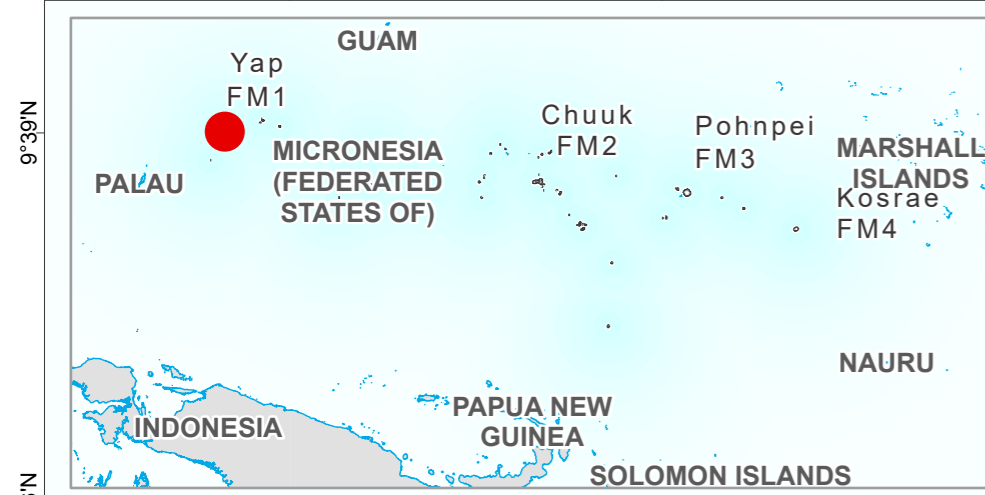 GUAM
Yap
FM1
9°39'N
Chuuk
FM2
Pohnpei
FM3
MICRONESIA
(FEDERATED
STATES OF)
MARSHALL
ISLANDS
PALAU
Kosrae
FM4
NAURU
PAPUA NEW
GUINEA
INDONESIA
SOLOMON ISLANDS